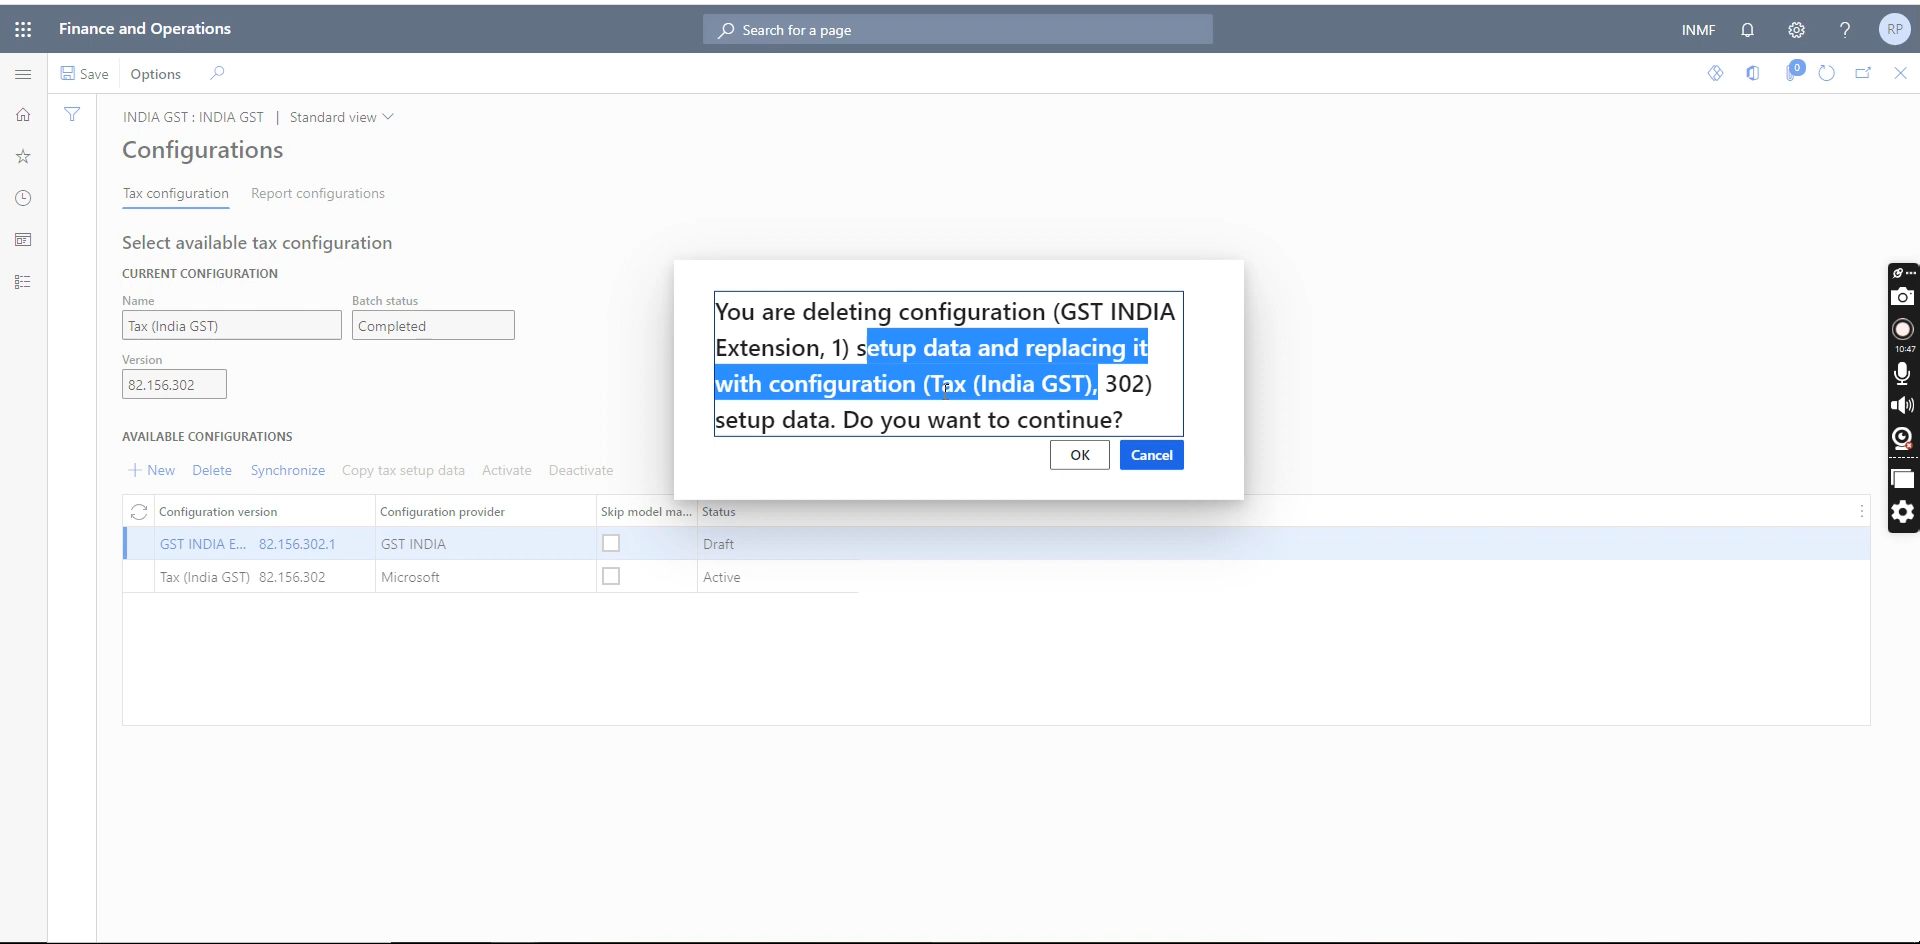 Finance and Operations
Search for a page
INMF
?
RP
Save
Options
0
INDIA GST : INDIA GST | Standard view
Configurations
Tax configuration
Report configurations
Select available tax configuration
CURRENT CONFIGURATION
Name
Batch status
Tax (India GST)
Completed
Version
82.156.302
You are deleting configuration (GST INDIA
Extension, 1) setup data and replacing it
with configuration (Tax (India GST), 302)
setup data. Do you want to continue?
OK
Cancel
10:47
AVAILABLE CONFIGURATIONS
+ New
Delete
Synchronize
Copy tax setup data
Activate
Deactivate
Configuration version
Configuration provider
Skip model ma...
Status
GST INDIA E... 82.156.302.1
GST INDIA
Draft
Tax (India GST) 82.156.302
Microsoft
Active